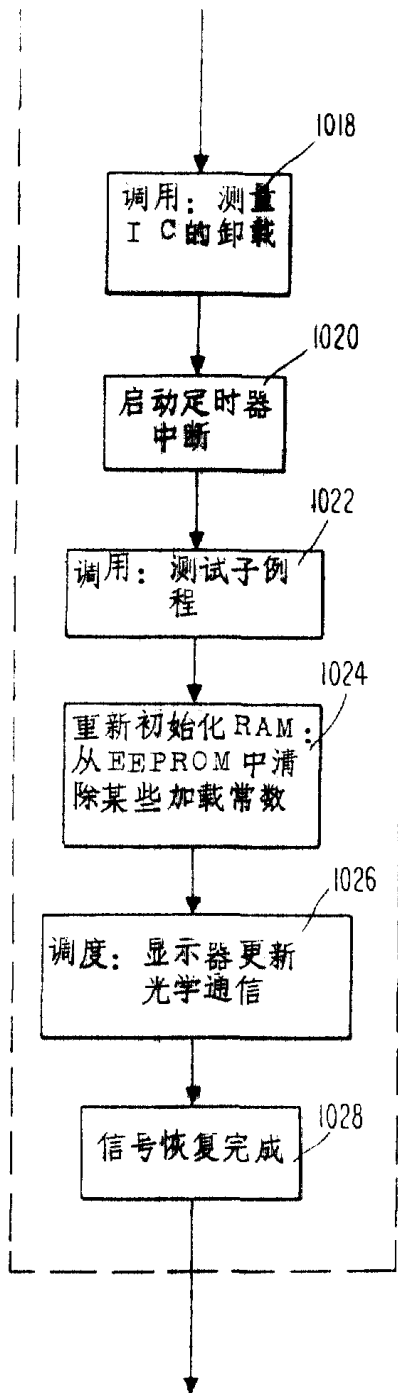 1018
调用：测量
IC的卸载
1020
启动定时器
中断
1022
调用：测试子例
程
1024
重新初始化RAM：
从EEPROM中清
除某些加载常数
1026
调度：显示器更新
光学通信
1028
信号恢复完成